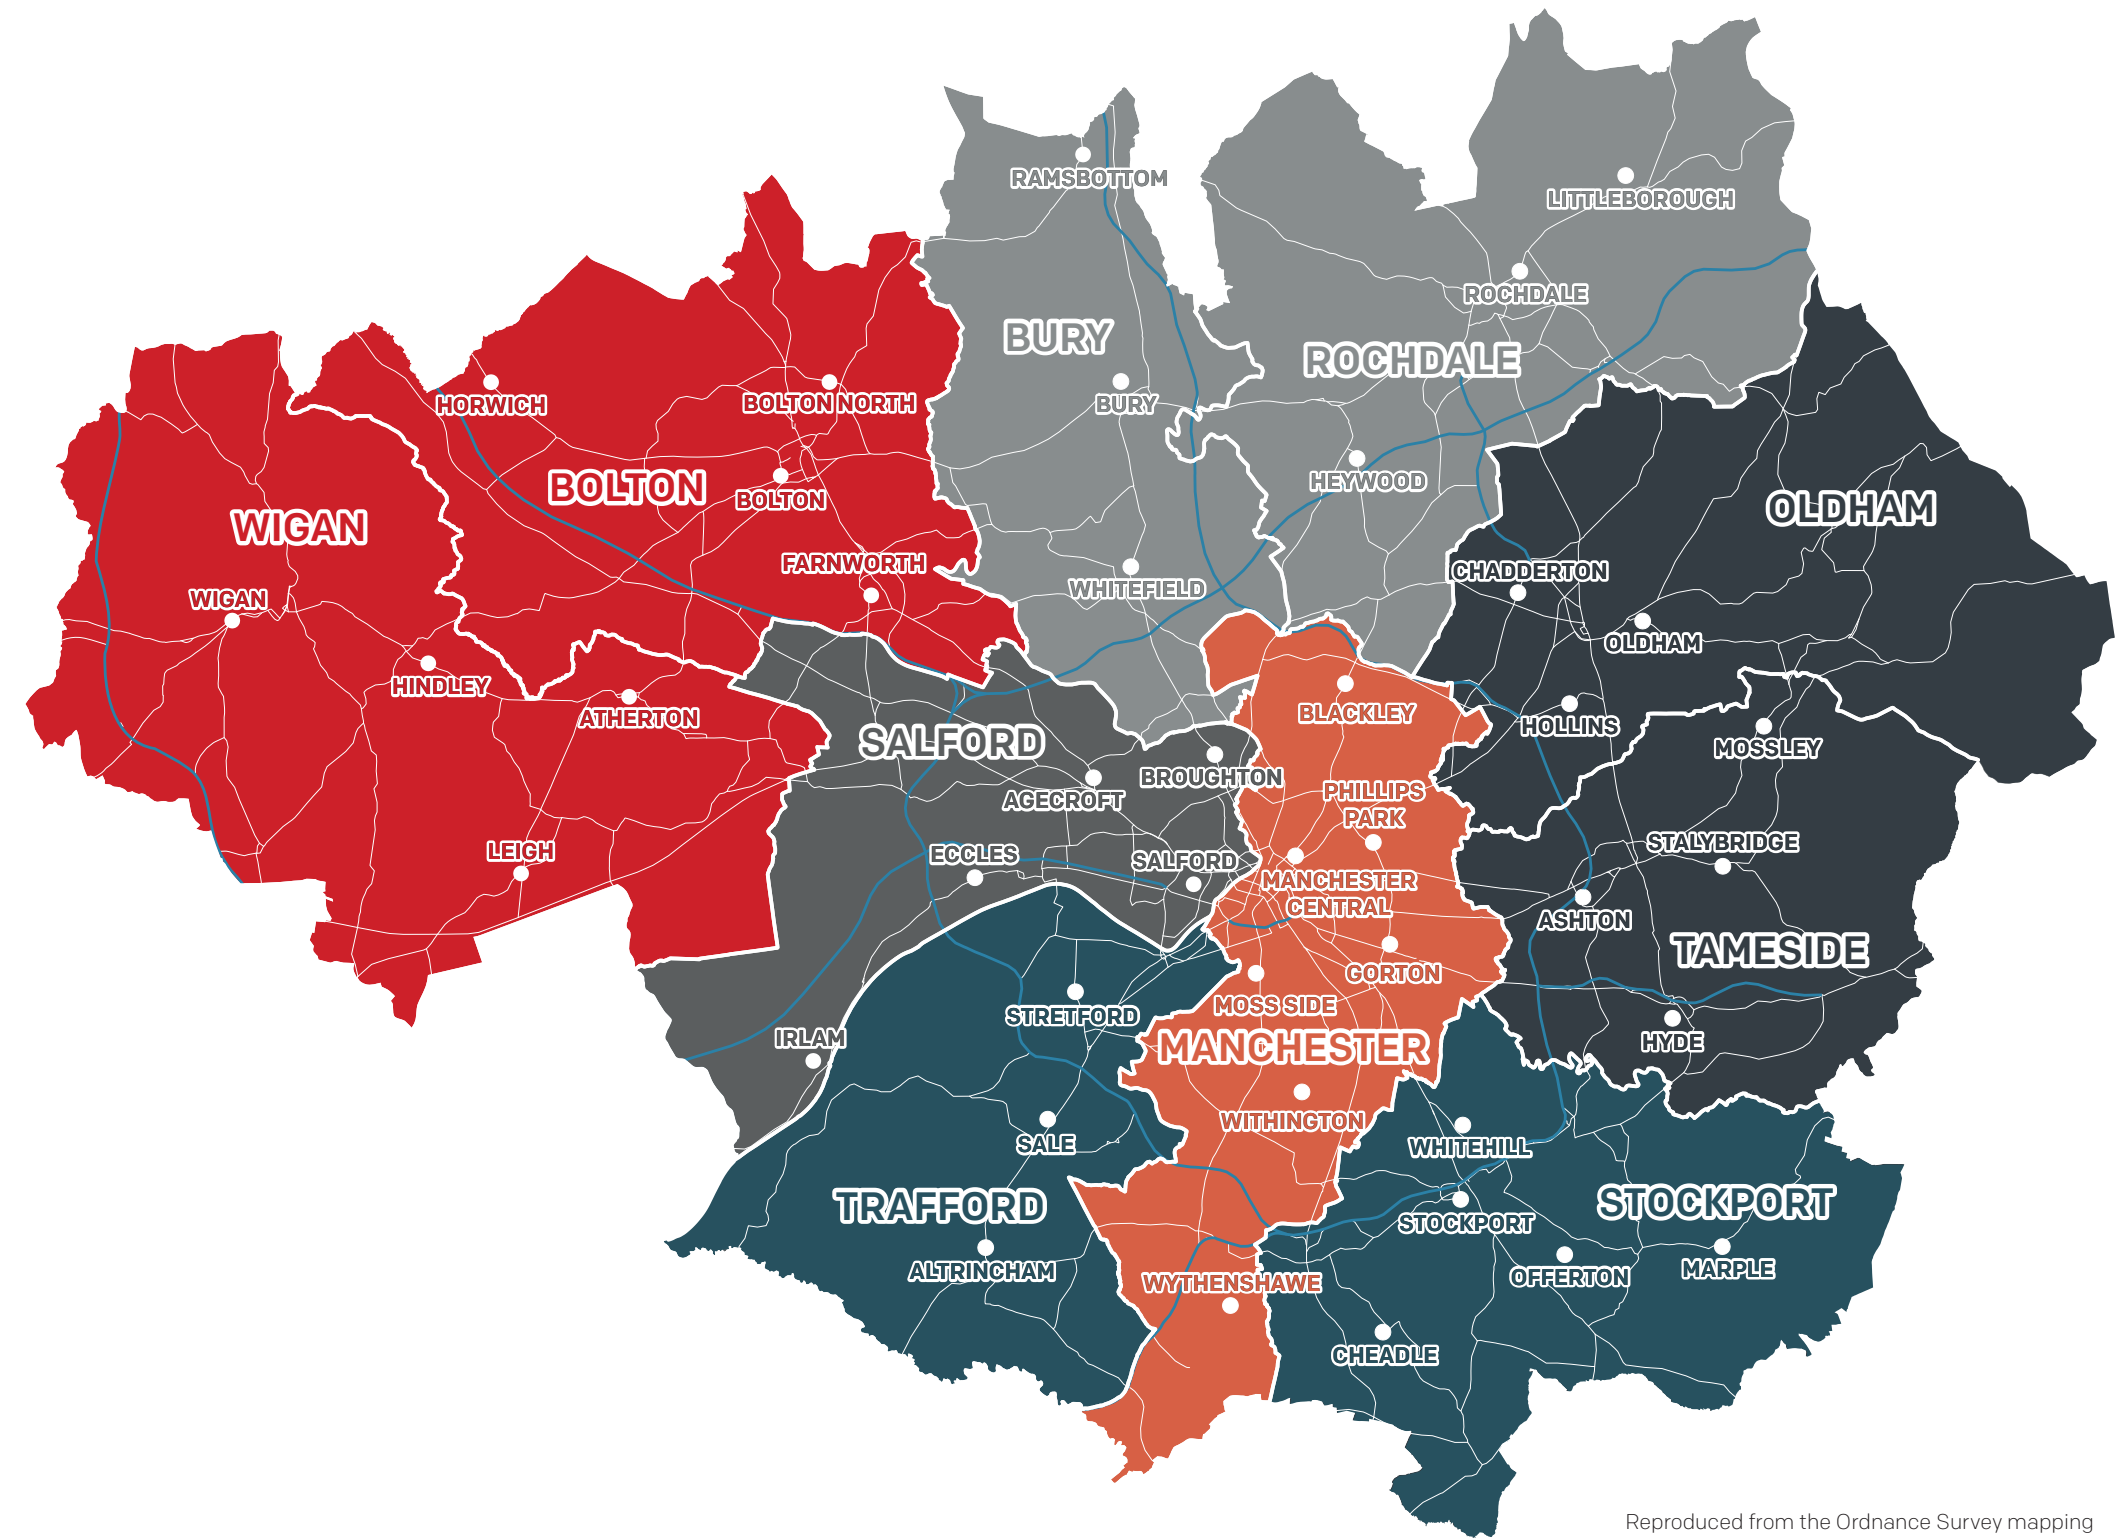 RAMSBOTTOM
LITTLEBOROUGH
ROCHDALE
BURY
ROCHDALE
HORWICH
BOLTON NORTH
BURY
BOLTON
BOLTON
HEYWOOD
OLDHAM
WIGAN
FARNWORTH
WHITEFIELD
CHADDERTON
WIGAN
OLDHAM
HINDLEY
ATHERTON
BLACKLEY
HOLLINS
SALFORD
MOSSLEY
BROUGHTON
AGECROFT
PHILLIPS
PARK
STALYBRIDGE
LEIGH
ECCLES
SALFORD
MANCHESTER
CENTRAL
ASHTON
TAMESIDE
GORTON
MOSS SIDE
STRETFORD
IRLAM
HYDE
MANCHESTER
WITHINGTON
SALE
WHITEHILL
TRAFFORD
STOCKPORT
STOCKPORT
ALTRINCHAM
OFFERTON
MARPLE
WYTHENSHAWE
CHEADLE
Reproduced from the Ordnance Survey mapping